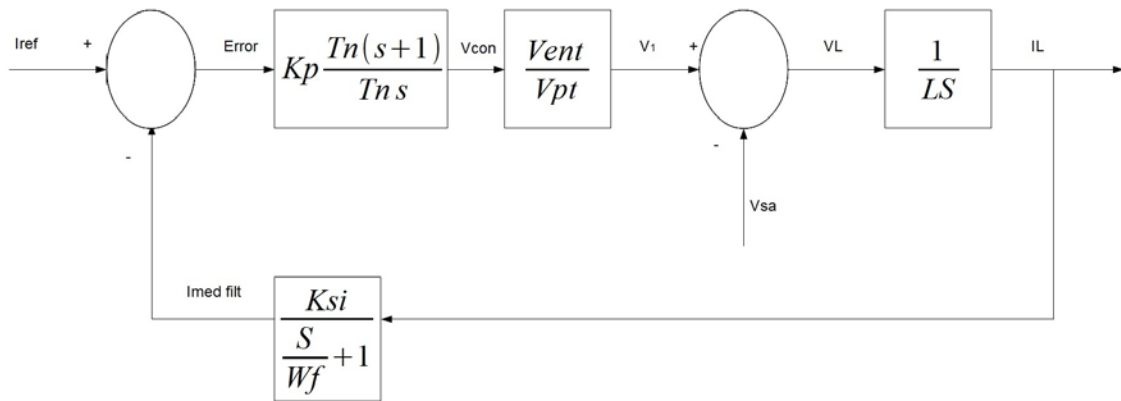 Iref
+
Error
Kp Tn(s+1)
Tn s
Vcon
Vent
Vpt
V1
+
VL
1
LS
IL
-
-
Vsa
Imed filt
Ksi
S
Wf
+1